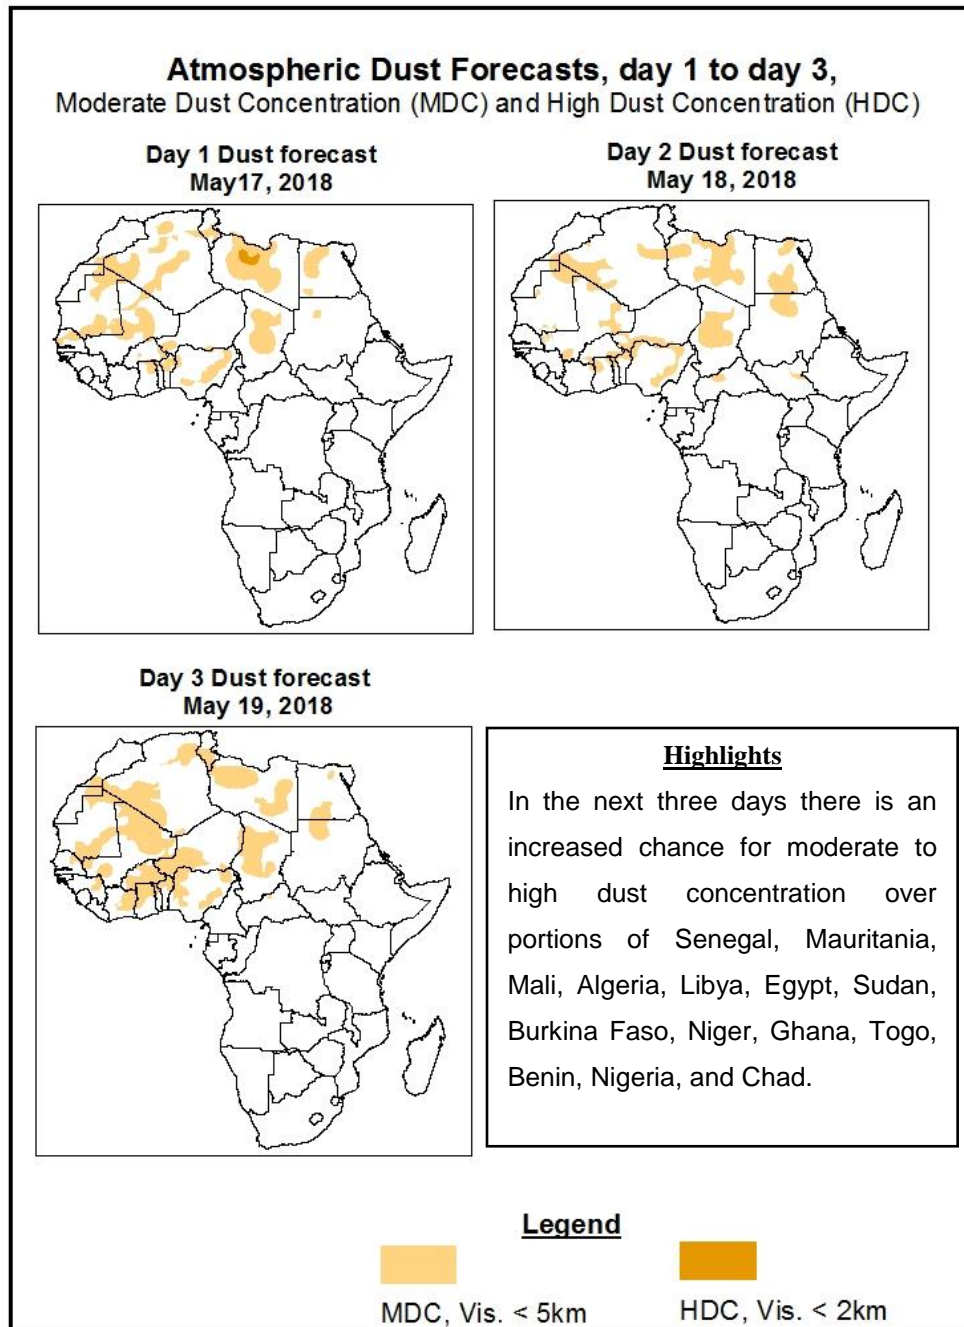 Atmospheric Dust Forecasts, day 1 to day 3,
Moderate Dust Concentration (MDC) and High Dust Concentration (HDC)
Day 1 Dust forecast
May17, 2018
Day 2 Dust forecast
May 18, 2018
Day 3 Dust forecast
May 19, 2018
Highlights
In the next three days there is an
increased chance for moderate to
high dust concentration over
portions of Senegal, Mauritania,
Mali, Algeria, Libya, Egypt, Sudan,
Burkina Faso, Niger, Ghana, Togo,
Benin, Nigeria, and Chad.
Legend
MDC, Vis. < 5km
HDC, Vis. < 2km